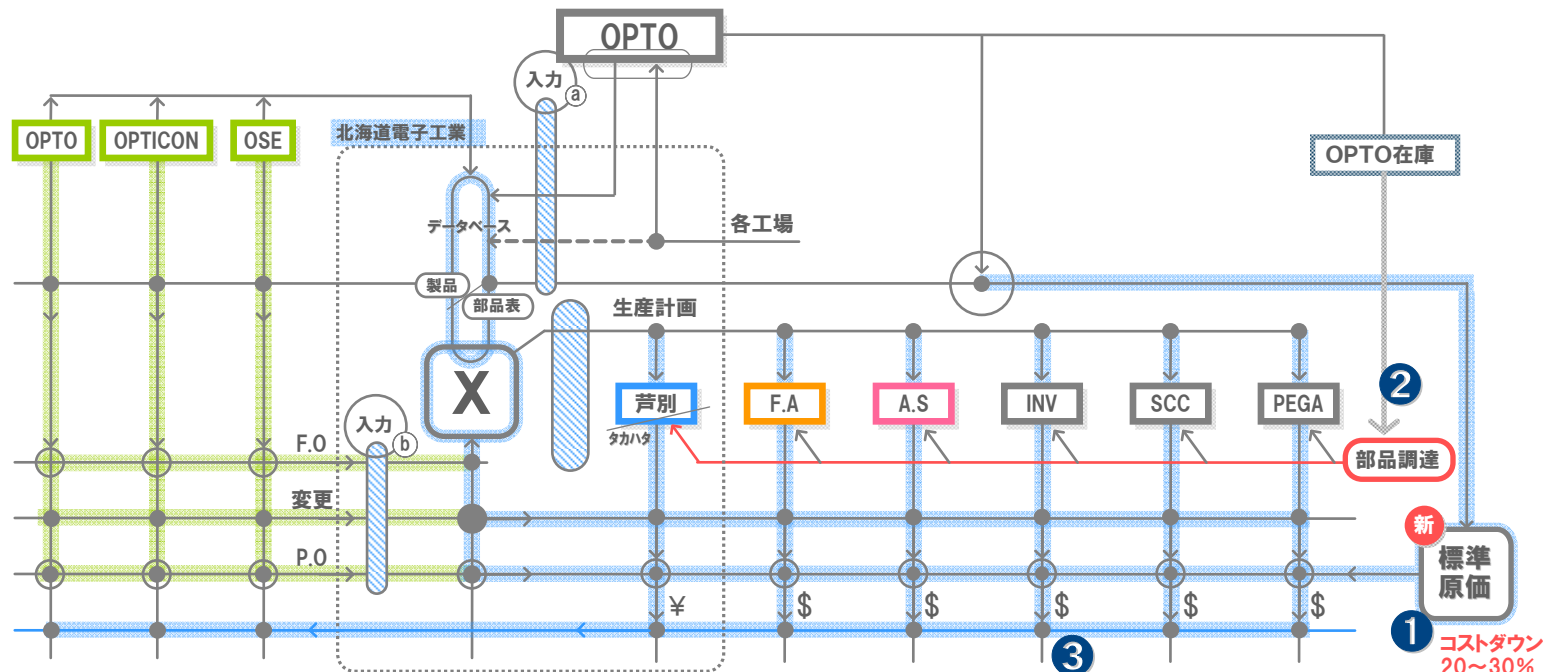 OPTO
入力
a
OPTO
OPTICON
OSE
北海道電子工業
OPTO在庫
データベース
各工場
製品
部品表
生産計画
X
芦別
タカハタ
F.A
A.S
INV
SCC
PEGA
2
入力
b
F.O
部品調達
変更
新
標準
原価
P.O
¥
$
$
$
$
$
1
コストダウン
20〜30%
3